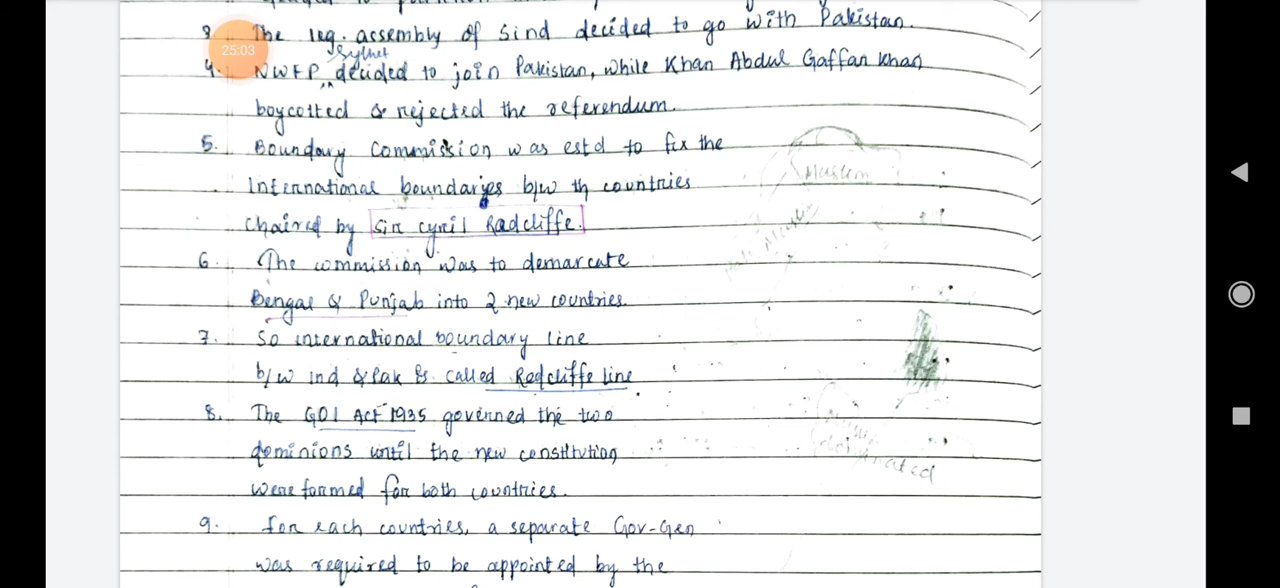 3. The leg. assembly of Sind decided to go with Pakistan.
25:03
Sylhet
4. NWFP, decided to join Pakistan, while Khan Abdul Gaffar Khan
boycotted & rejected the referendum.
5. Boundary Commission was estd to fix the
International boundaries b/w th countries
chaired by Sir Cyril Radcliffe.
Muslim
6. The commission was to demarcate
Bengal & Punjab into 2 new countries.
7. So international boundary line
b/w ind & Pak is called Redcliffe line
8. The GOI ACT 1935 governed the two
dominions until the new constitution
were formed for both countries.
9. for each countries, a separate Gov-Gen
was required to be appointed by the